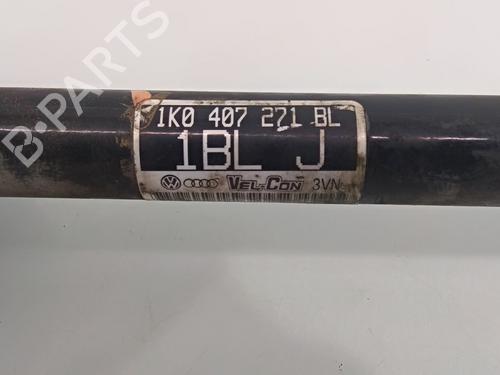 1K0 407 271 BL
1BL J
VEL-CON 3VN
B-PARTS